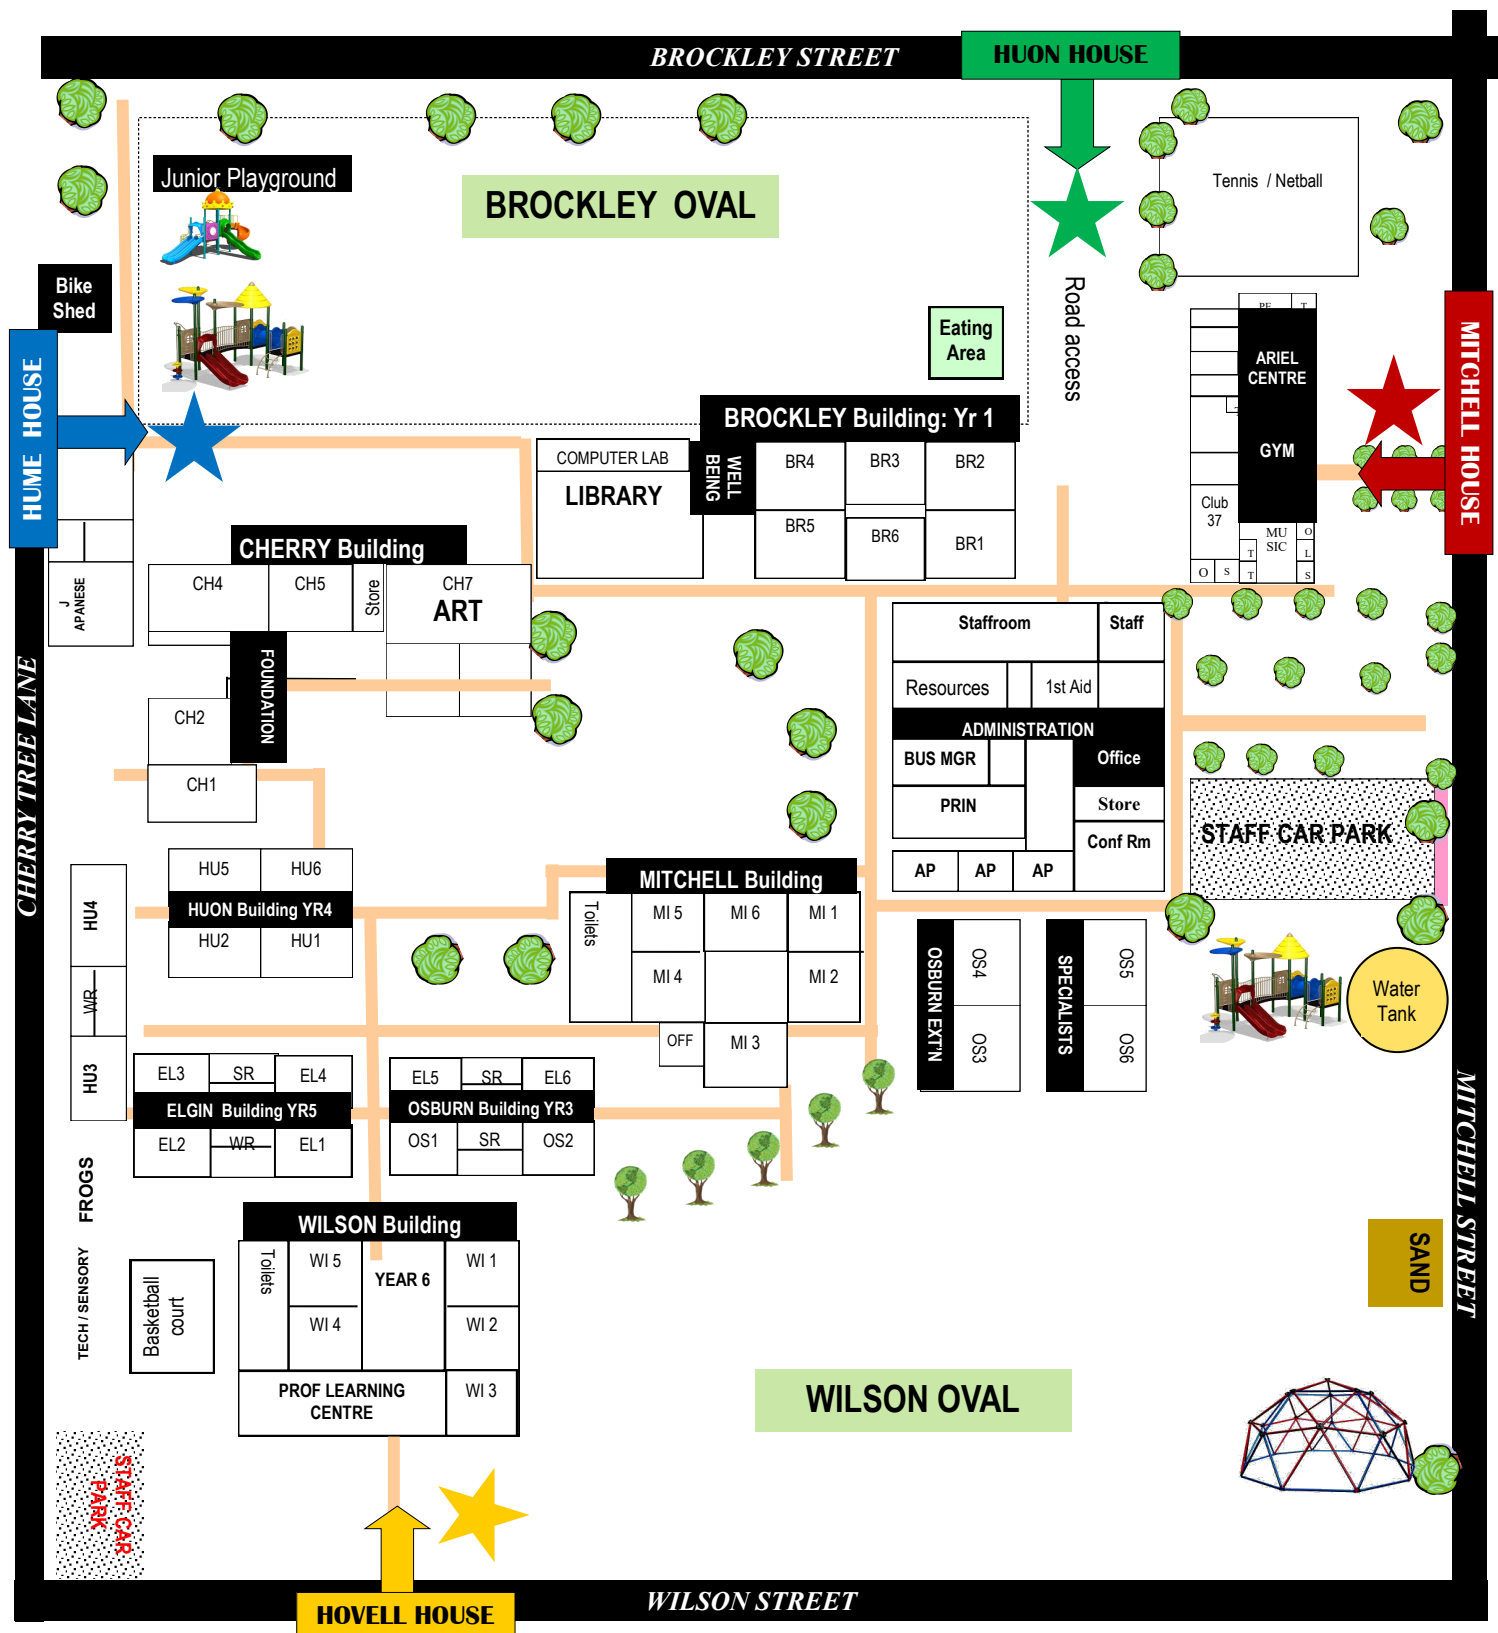 BROCKLEY STREET
HUON HOUSE
Junior Playground
BROCKLEY  OVAL
Tennis  / Netball
Bike
Shed
Road access
Eating
Area
PE
T
ARIEL
CENTRE
GYM
HUME  HOUSE
MITCHELL HOUSE
BROCKLEY Building: Yr 1
COMPUTER LAB
LIBRARY
WELL
BEING
BR4
BR3
BR2
BR5
BR6
BR1
Club
37
MU
SIC
O
L
S
T
T
O
S
CHERRY Building
CH4
CH5
Store
CH7
ART
J
APANESE
FOUNDATION
CH2
CH1
Staffroom
Staff
Resources
1st Aid
ADMINISTRATION
BUS MGR
Office
PRIN
Store
Conf Rm
AP
AP
AP
STAFF CAR PARK
CHERRY TREE LANE
HU5
HU6
HUON Building YR4
HU2
HU1
HU4
WR
HU3
MITCHELL Building
Toilets
MI 5
MI 6
MI 1
MI 4
MI 2
OFF
MI 3
OSBURN EXT'N
OS4
OS3
SPECIALISTS
OS5
OS6
Water
Tank
EL3
SR
EL4
ELGIN  Building YR5
EL2
WR
EL1
EL5
SR
EL6
OSBURN Building YR3
OS1
SR
OS2
MITCHELL STREET
FROGS
TECH / SENSORY
Basketball
court
WILSON Building
Toilets
WI 5
YEAR 6
WI 1
WI 4
WI 2
PROF LEARNING
CENTRE
WI 3
SAND
WILSON OVAL
STAFF CAR
PARK
WILSON STREET
HOVELL HOUSE